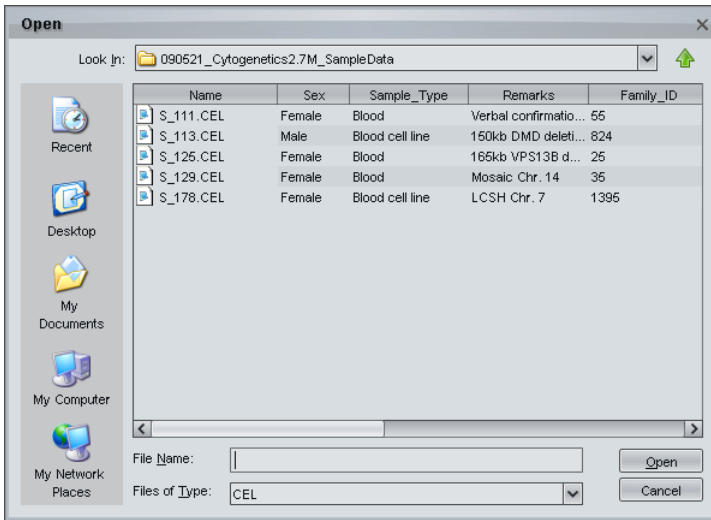 Open
Look In: 090521_Cytogenetics2.7M_SampleData
Recent
Desktop
My Documents
My Computer
My Network Places
Name Sex Sample_Type Remarks Family_ID
S_111.CEL Female Blood Verbal confirmatio... 55
S_113.CEL Male Blood cell line 150kb DMD deleti... 824
S_125.CEL Female Blood 165kb VPS13B d... 25
S_129.CEL Female Blood Mosaic Chr. 14 35
S_178.CEL Female Blood cell line LCSH Chr. 7 1395
File Name:
Open
Files of Type: CEL
Cancel